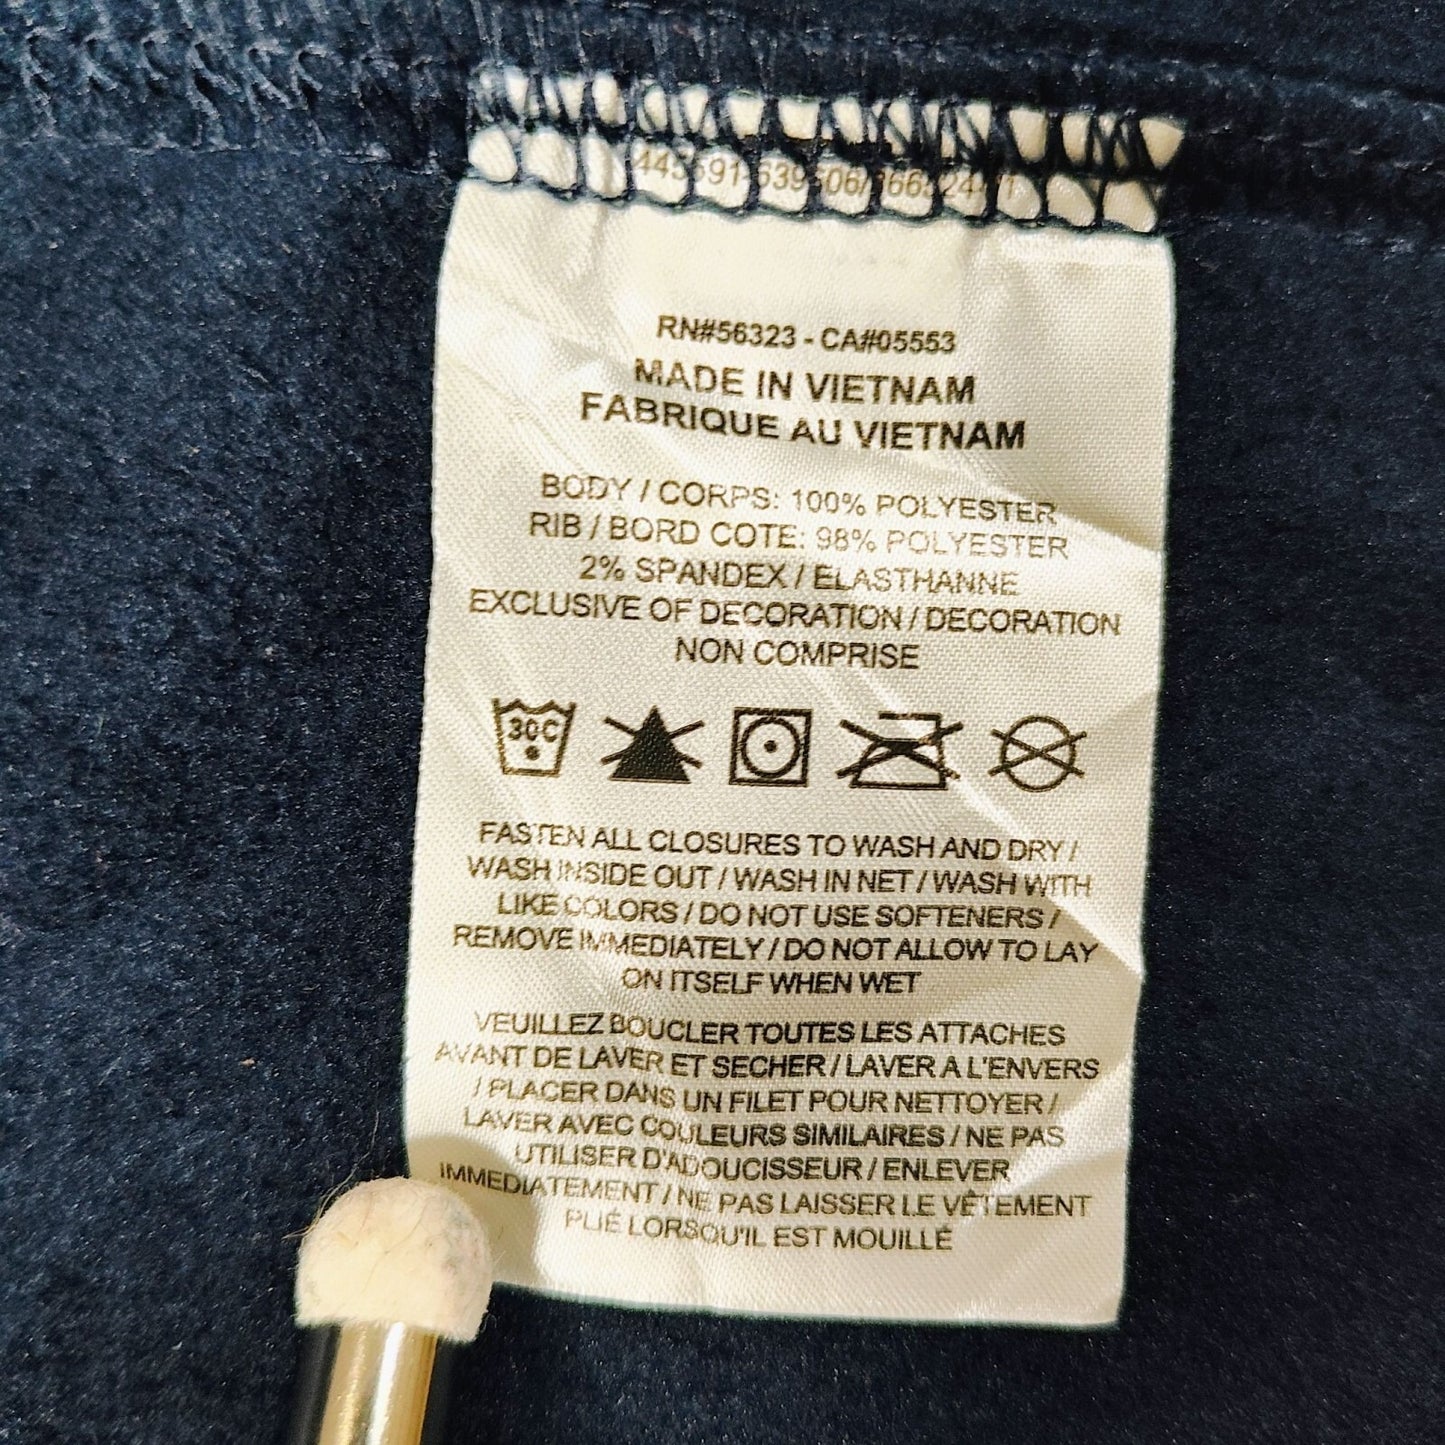 RN#56323 - CA#05553
MADE IN VIETNAM
FABRIQUE AU VIETNAM
BODY / CORPS: 100% POLYESTER
RIB / BORD COTE: 98% POLYESTER
2% SPANDEX / ELASTHANNE
EXCLUSIVE OF DECORATION / DECORATION
NON COMPRISE
30C
FASTEN ALL CLOSURES TO WASH AND DRY /
WASH INSIDE OUT / WASH IN NET / WASH WITH
LIKE COLORS / DO NOT USE SOFTENERS /
REMOVE IMMEDIATELY / DO NOT ALLOW TO LAY
ON ITSELF WHEN WET
VEUILLEZ BOUCLER TOUTES LES ATTACHES
AVANT DE LAVER ET SECHER / LAVER A L'ENVERS
/ PLACER DANS UN FILET POUR NETTOYER /
LAVER AVEC COULEURS SIMILAIRES / NE PAS
UTILISER D'ADOUCISSEUR / ENLEVER
IMMEDIATEMENT / NE PAS LAISSER LE VÊTEMENT
PLIÉ LORSQU'IL EST MOUILLÉ